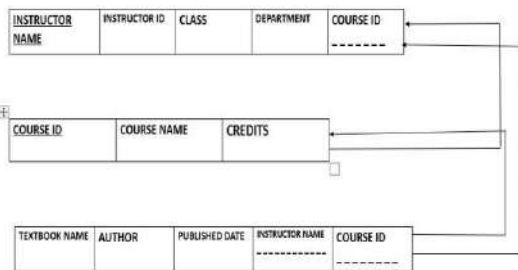 INSTRUCTOR NAME INSTRUCTOR ID CLASS DEPARTMENT COURSE ID
COURSE ID COURSE NAME CREDITS
TEXTBOOK NAME AUTHOR PUBLISHED DATE INSTRUCTOR NAME COURSE ID